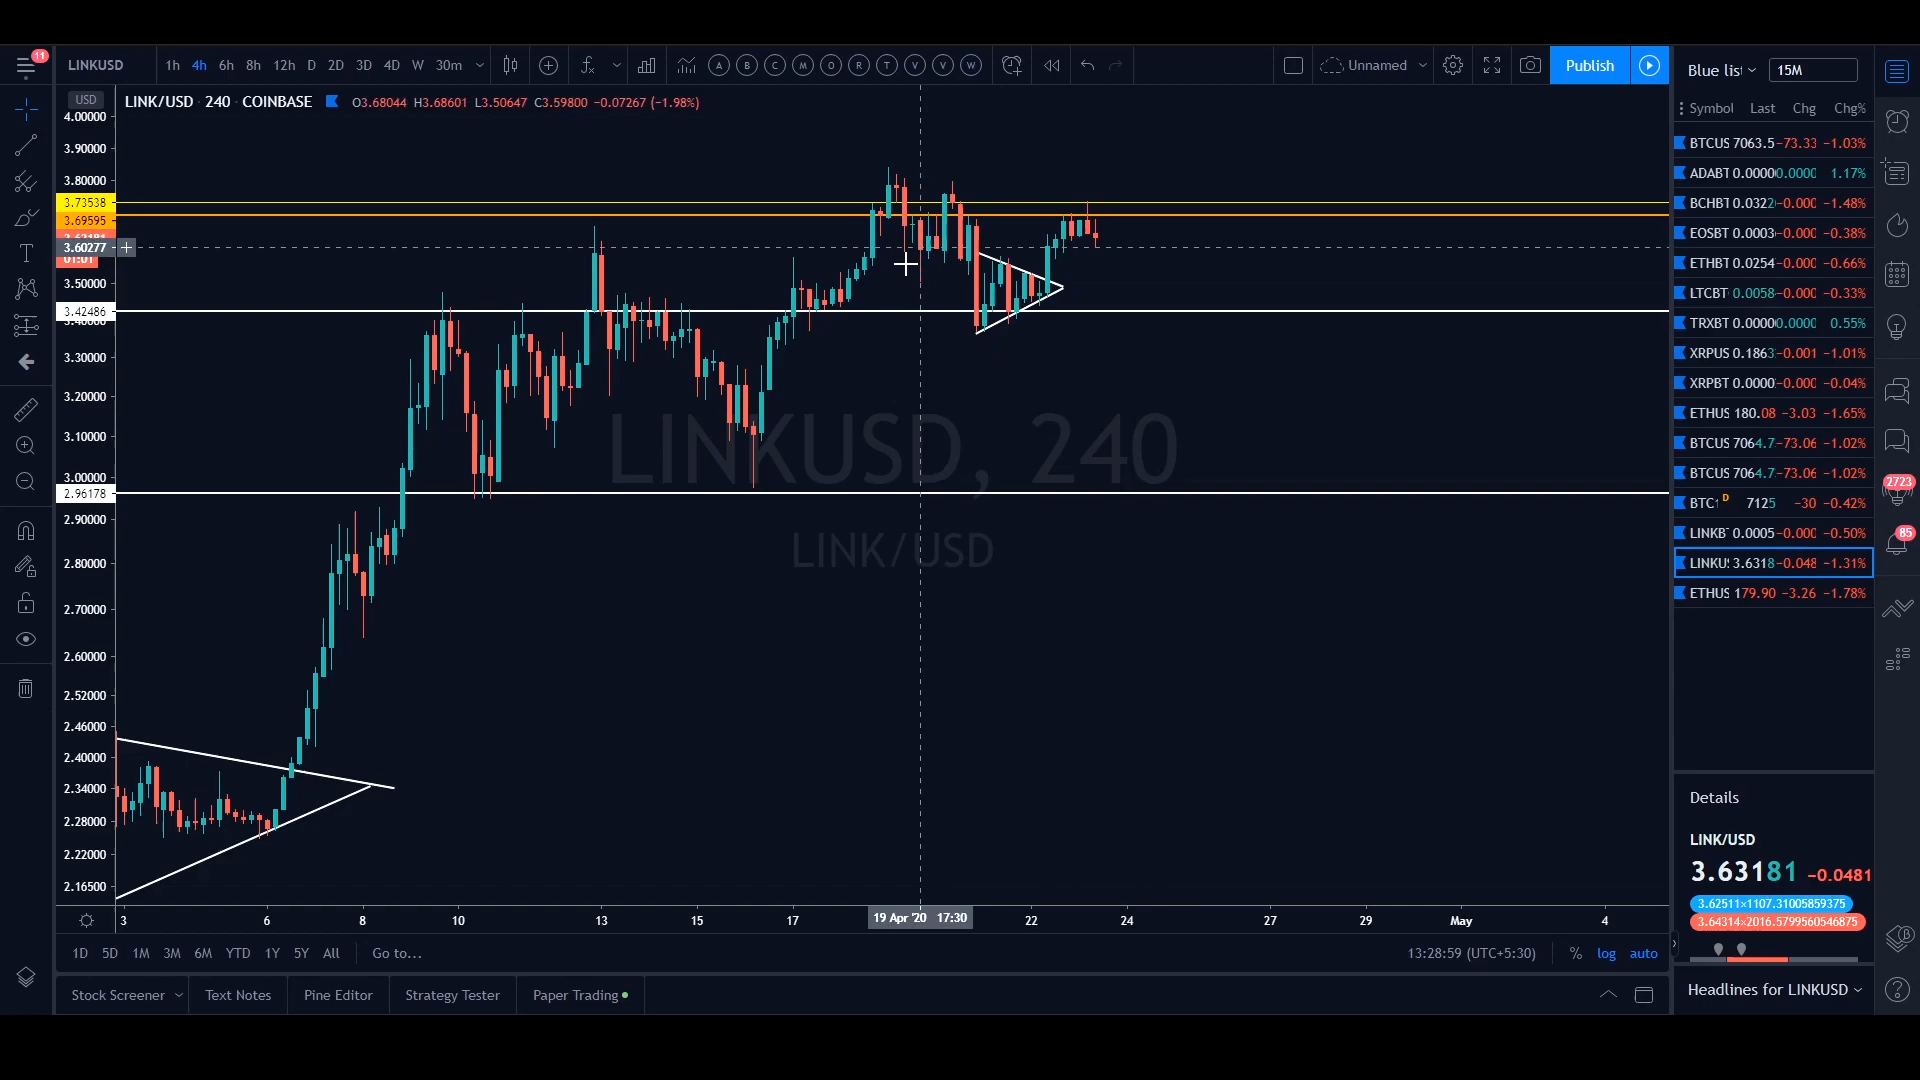 11
LINKUSD 1h 4h 6h 8h 12h D 2D 3D 4D W 30m
A B C M O R T V V W
Unnamed
Publish
Blue list 15M
USD
LINK/USD 240 COINBASE O3.68044 H3.68601 L3.50647 C3.59800 −0.07267 (−1.98%)
Symbol Last Chg Chg%
4.00000
3.90000
3.80000
3.73538
3.69595
3.60277
01:01
3.50000
3.42486
3.40000
3.30000
3.20000
3.10000
3.00000
2.96178
2.90000
2.80000
2.70000
2.60000
2.52000
2.46000
2.40000
2.34000
2.28000
2.22000
2.16500
LINKUSD, 240
LINK/USD
BTCUS 7063.5 −73.33 −1.03%
ADABT 0.0000 0.0000 1.17%
BCHBT 0.0322 −0.000 −1.48%
EOSBT 0.0003 −0.000 −0.38%
ETHBT 0.0254 −0.000 −0.66%
LTCBT 0.0058 −0.000 −0.33%
TRXBT 0.0000 0.0000 0.55%
XRPUS 0.1863 −0.001 −1.01%
XRPBT 0.0000 −0.000 −0.04%
ETHUS 180.08 −3.03 −1.65%
BTCUS 7064.7 −73.06 −1.02%
BTCUS 7064.7 −73.06 −1.02%
BTC1 D 7125 −30 −0.42%
LINKB 0.0005 −0.000 −0.50%
LINKU 3.6318 −0.048 −1.31%
ETHUS 179.90 −3.26 −1.78%
2723
85
Details
LINK/USD
3.63181 −0.0481
3.62511×1107.31005859375
3.64314×2016.5799560546875
3 6 8 10 13 15 17 19 Apr '20 17:30 22 24 27 29 May 4
1D 5D 1M 3M 6M YTD 1Y 5Y All Go to...
13:28:59 (UTC+5:30) % log auto
Stock Screener Text Notes Pine Editor Strategy Tester Paper Trading
Headlines for LINKUSD